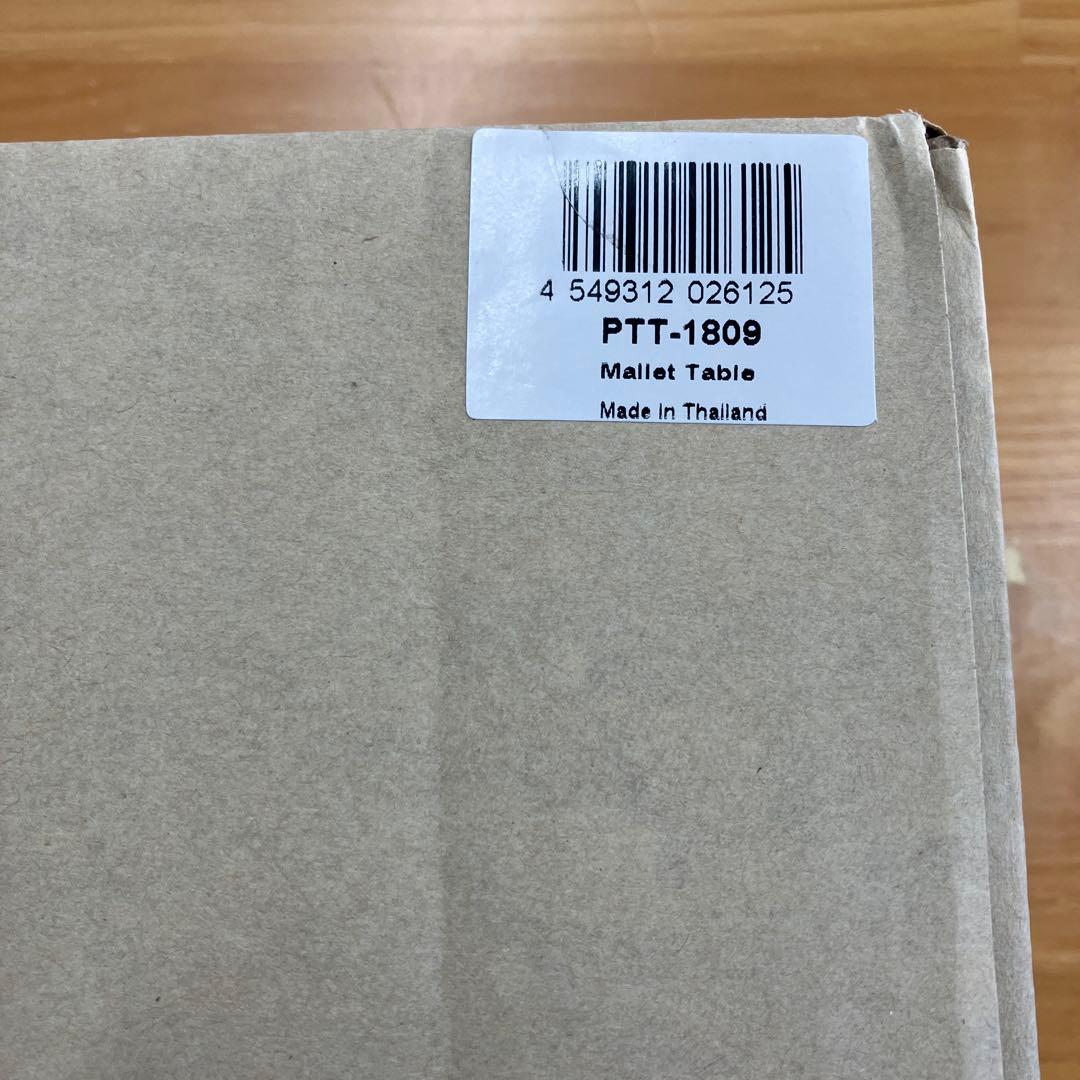 4 549312 026125
PTT-1809
Mallet Table
Made in Thailand